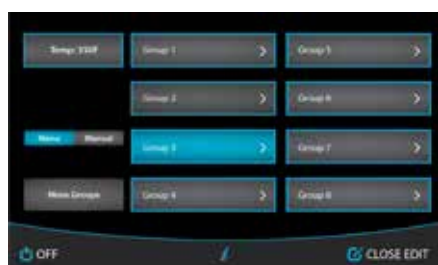 Temp: 350F
Group 1
Group 5
Group 2
Group 6
Menu
Manual
Group 3
Group 7
Menu Groups
Group 4
Group 8
OFF
i
CLOSE EDIT